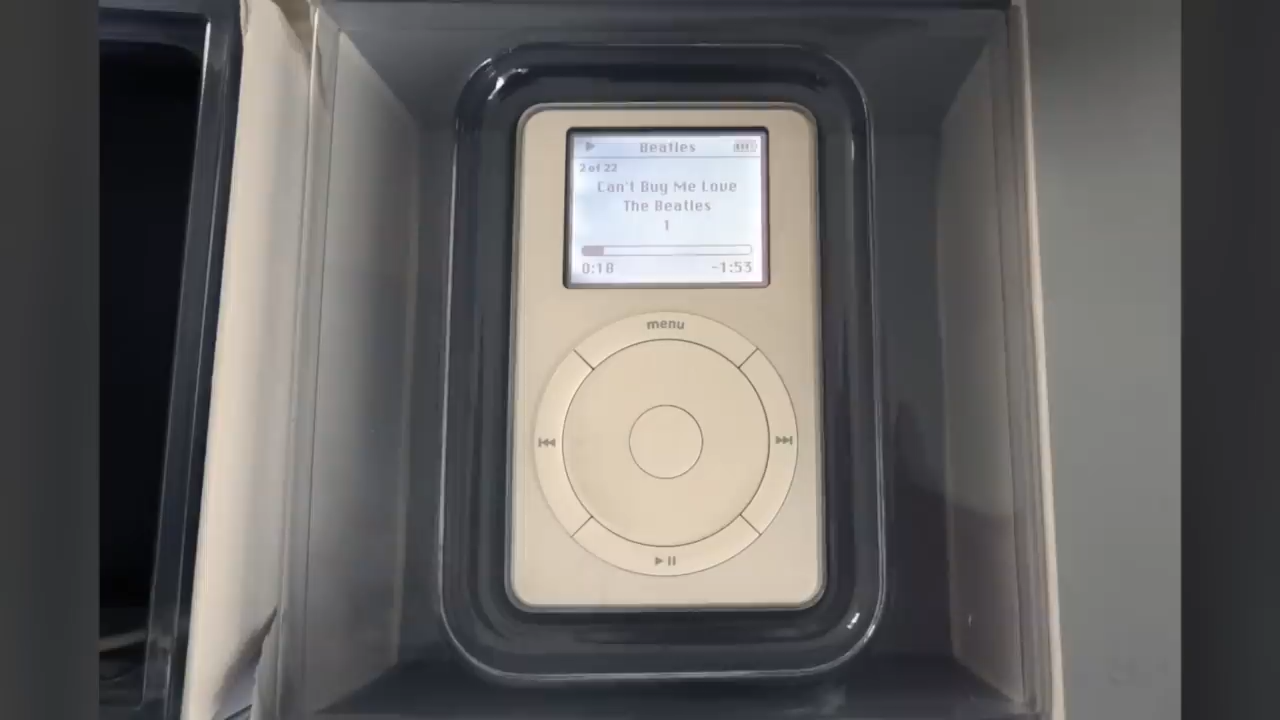 Beatles
2 of 22
Can't Buy Me Love
The Beatles
1
0:18 -1:53
menu